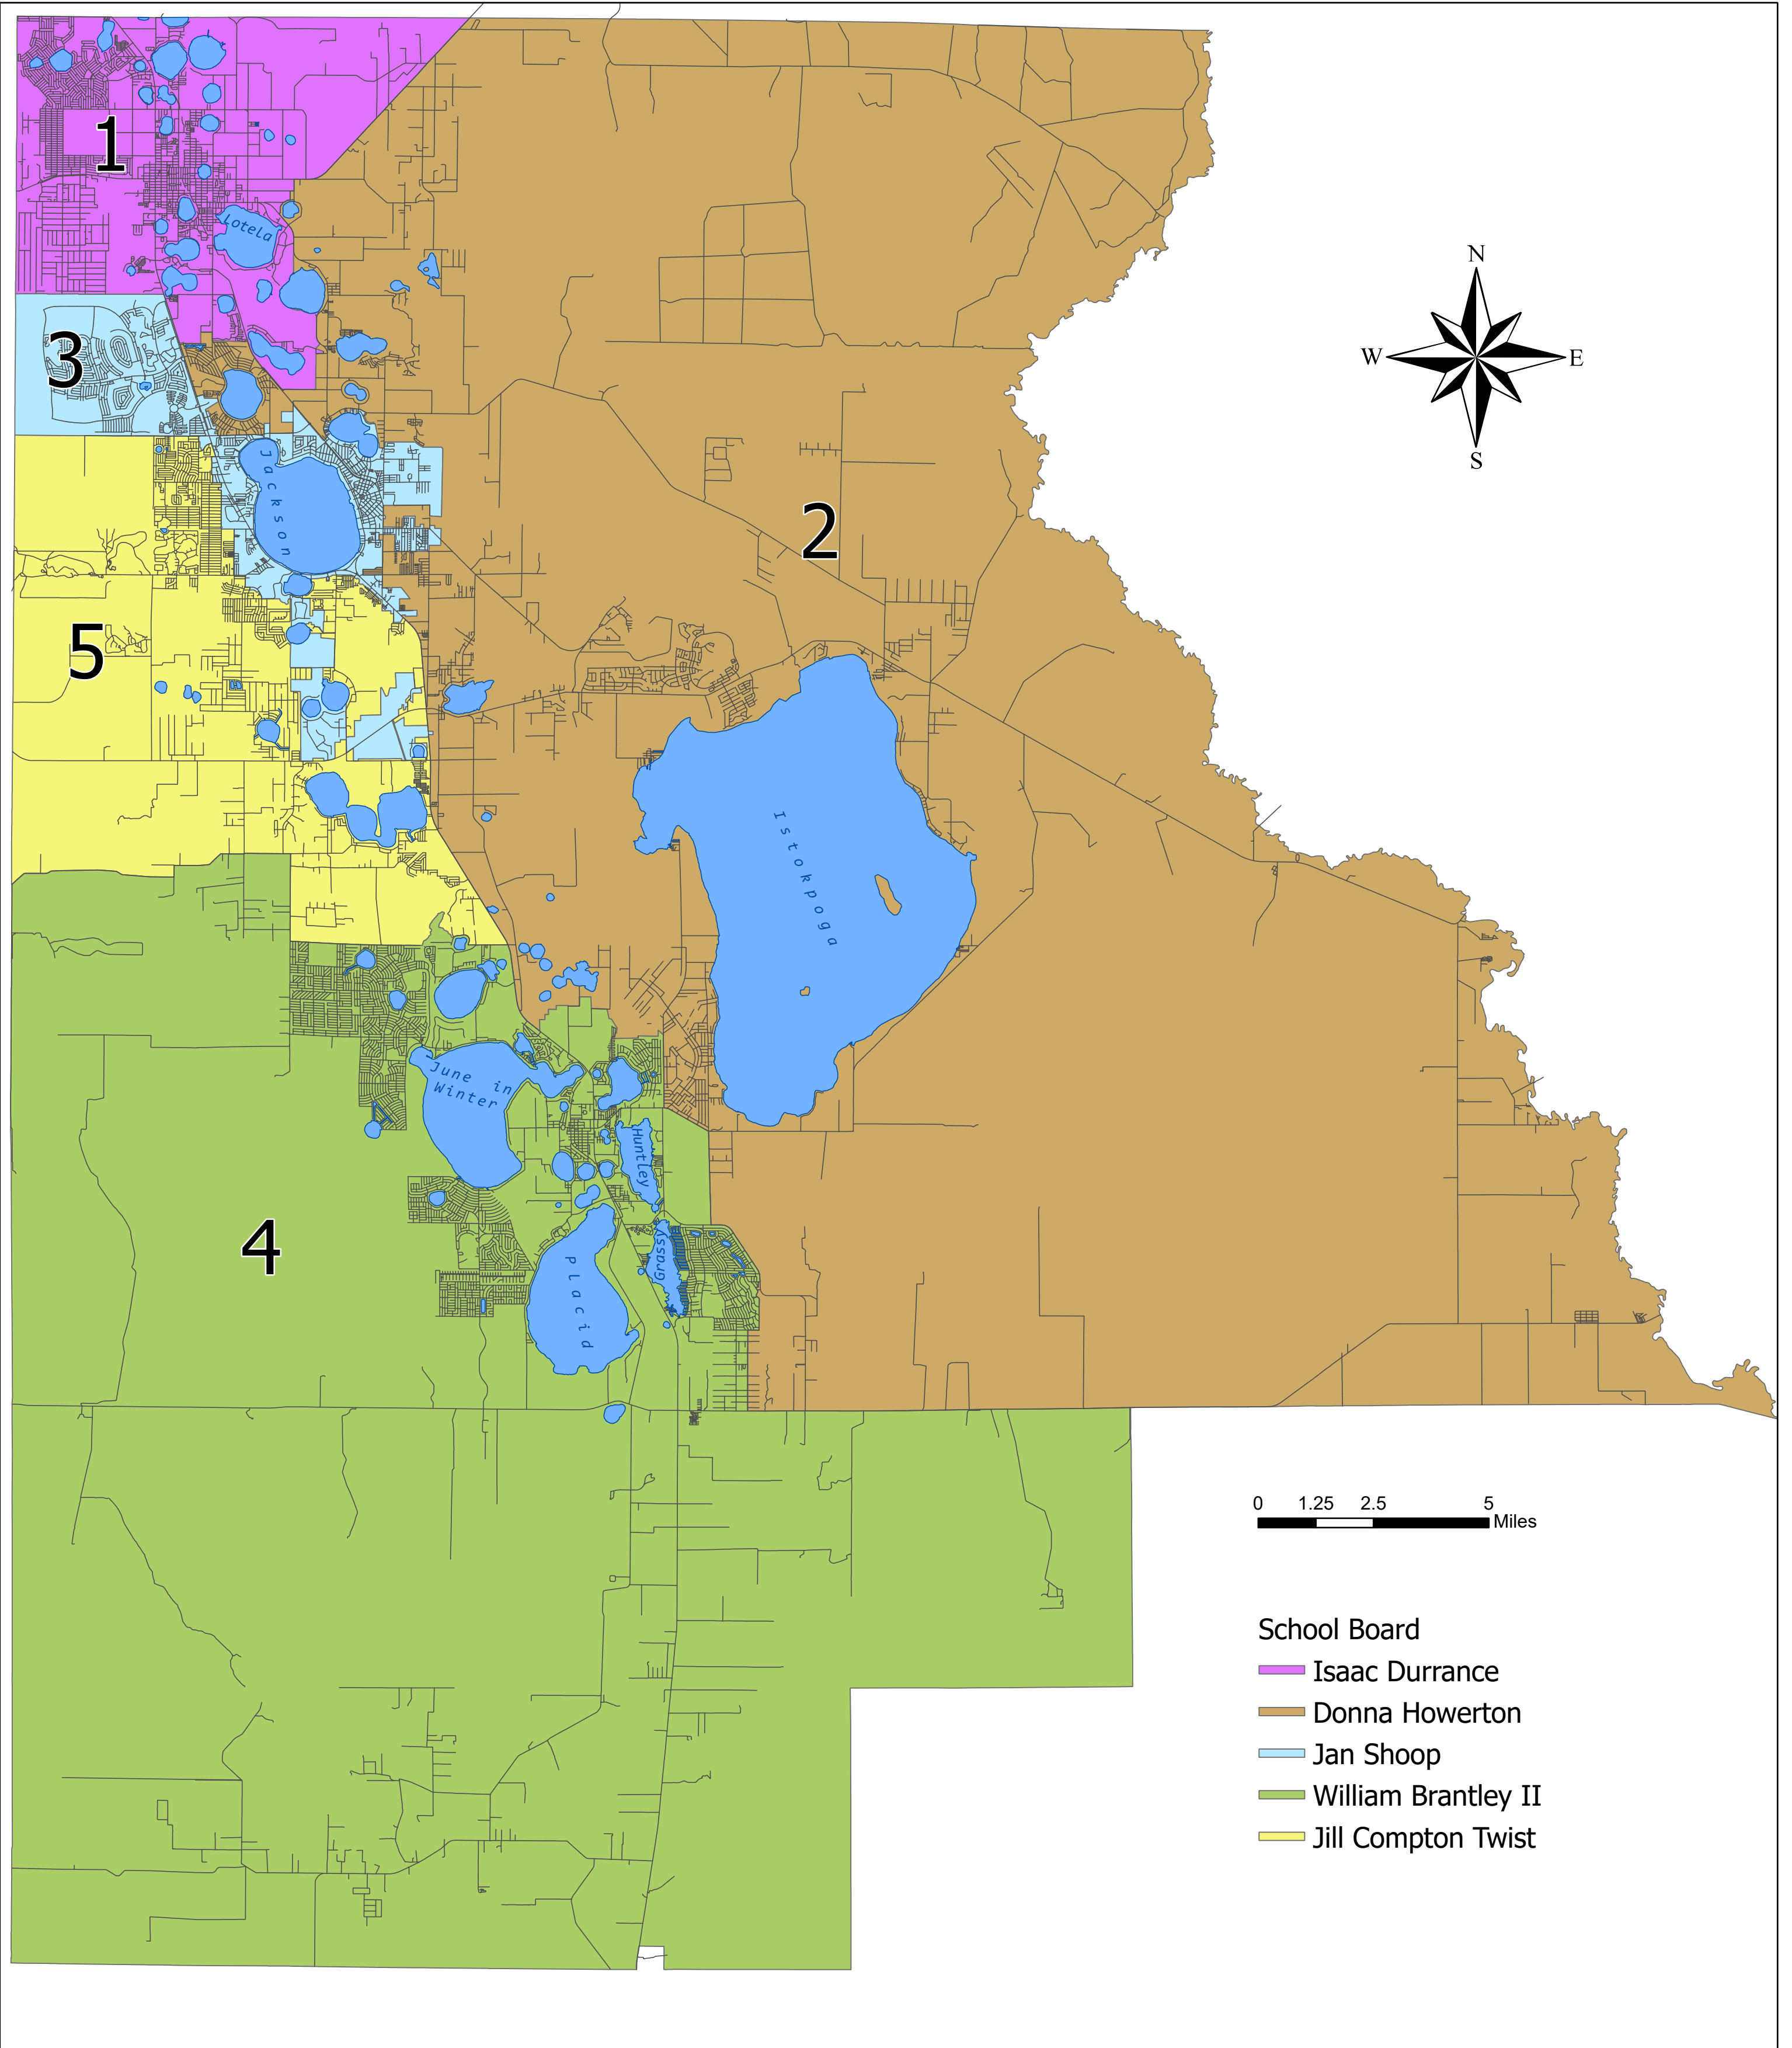 1
Lotela
3
Jackson
2
5
Istokpoga
June in
Winter
Huntley
4
Grassy
Placid
N
W
E
S
0 1.25 2.5 5
Miles
School Board
Isaac Durrance
Donna Howerton
Jan Shoop
William Brantley II
Jill Compton Twist